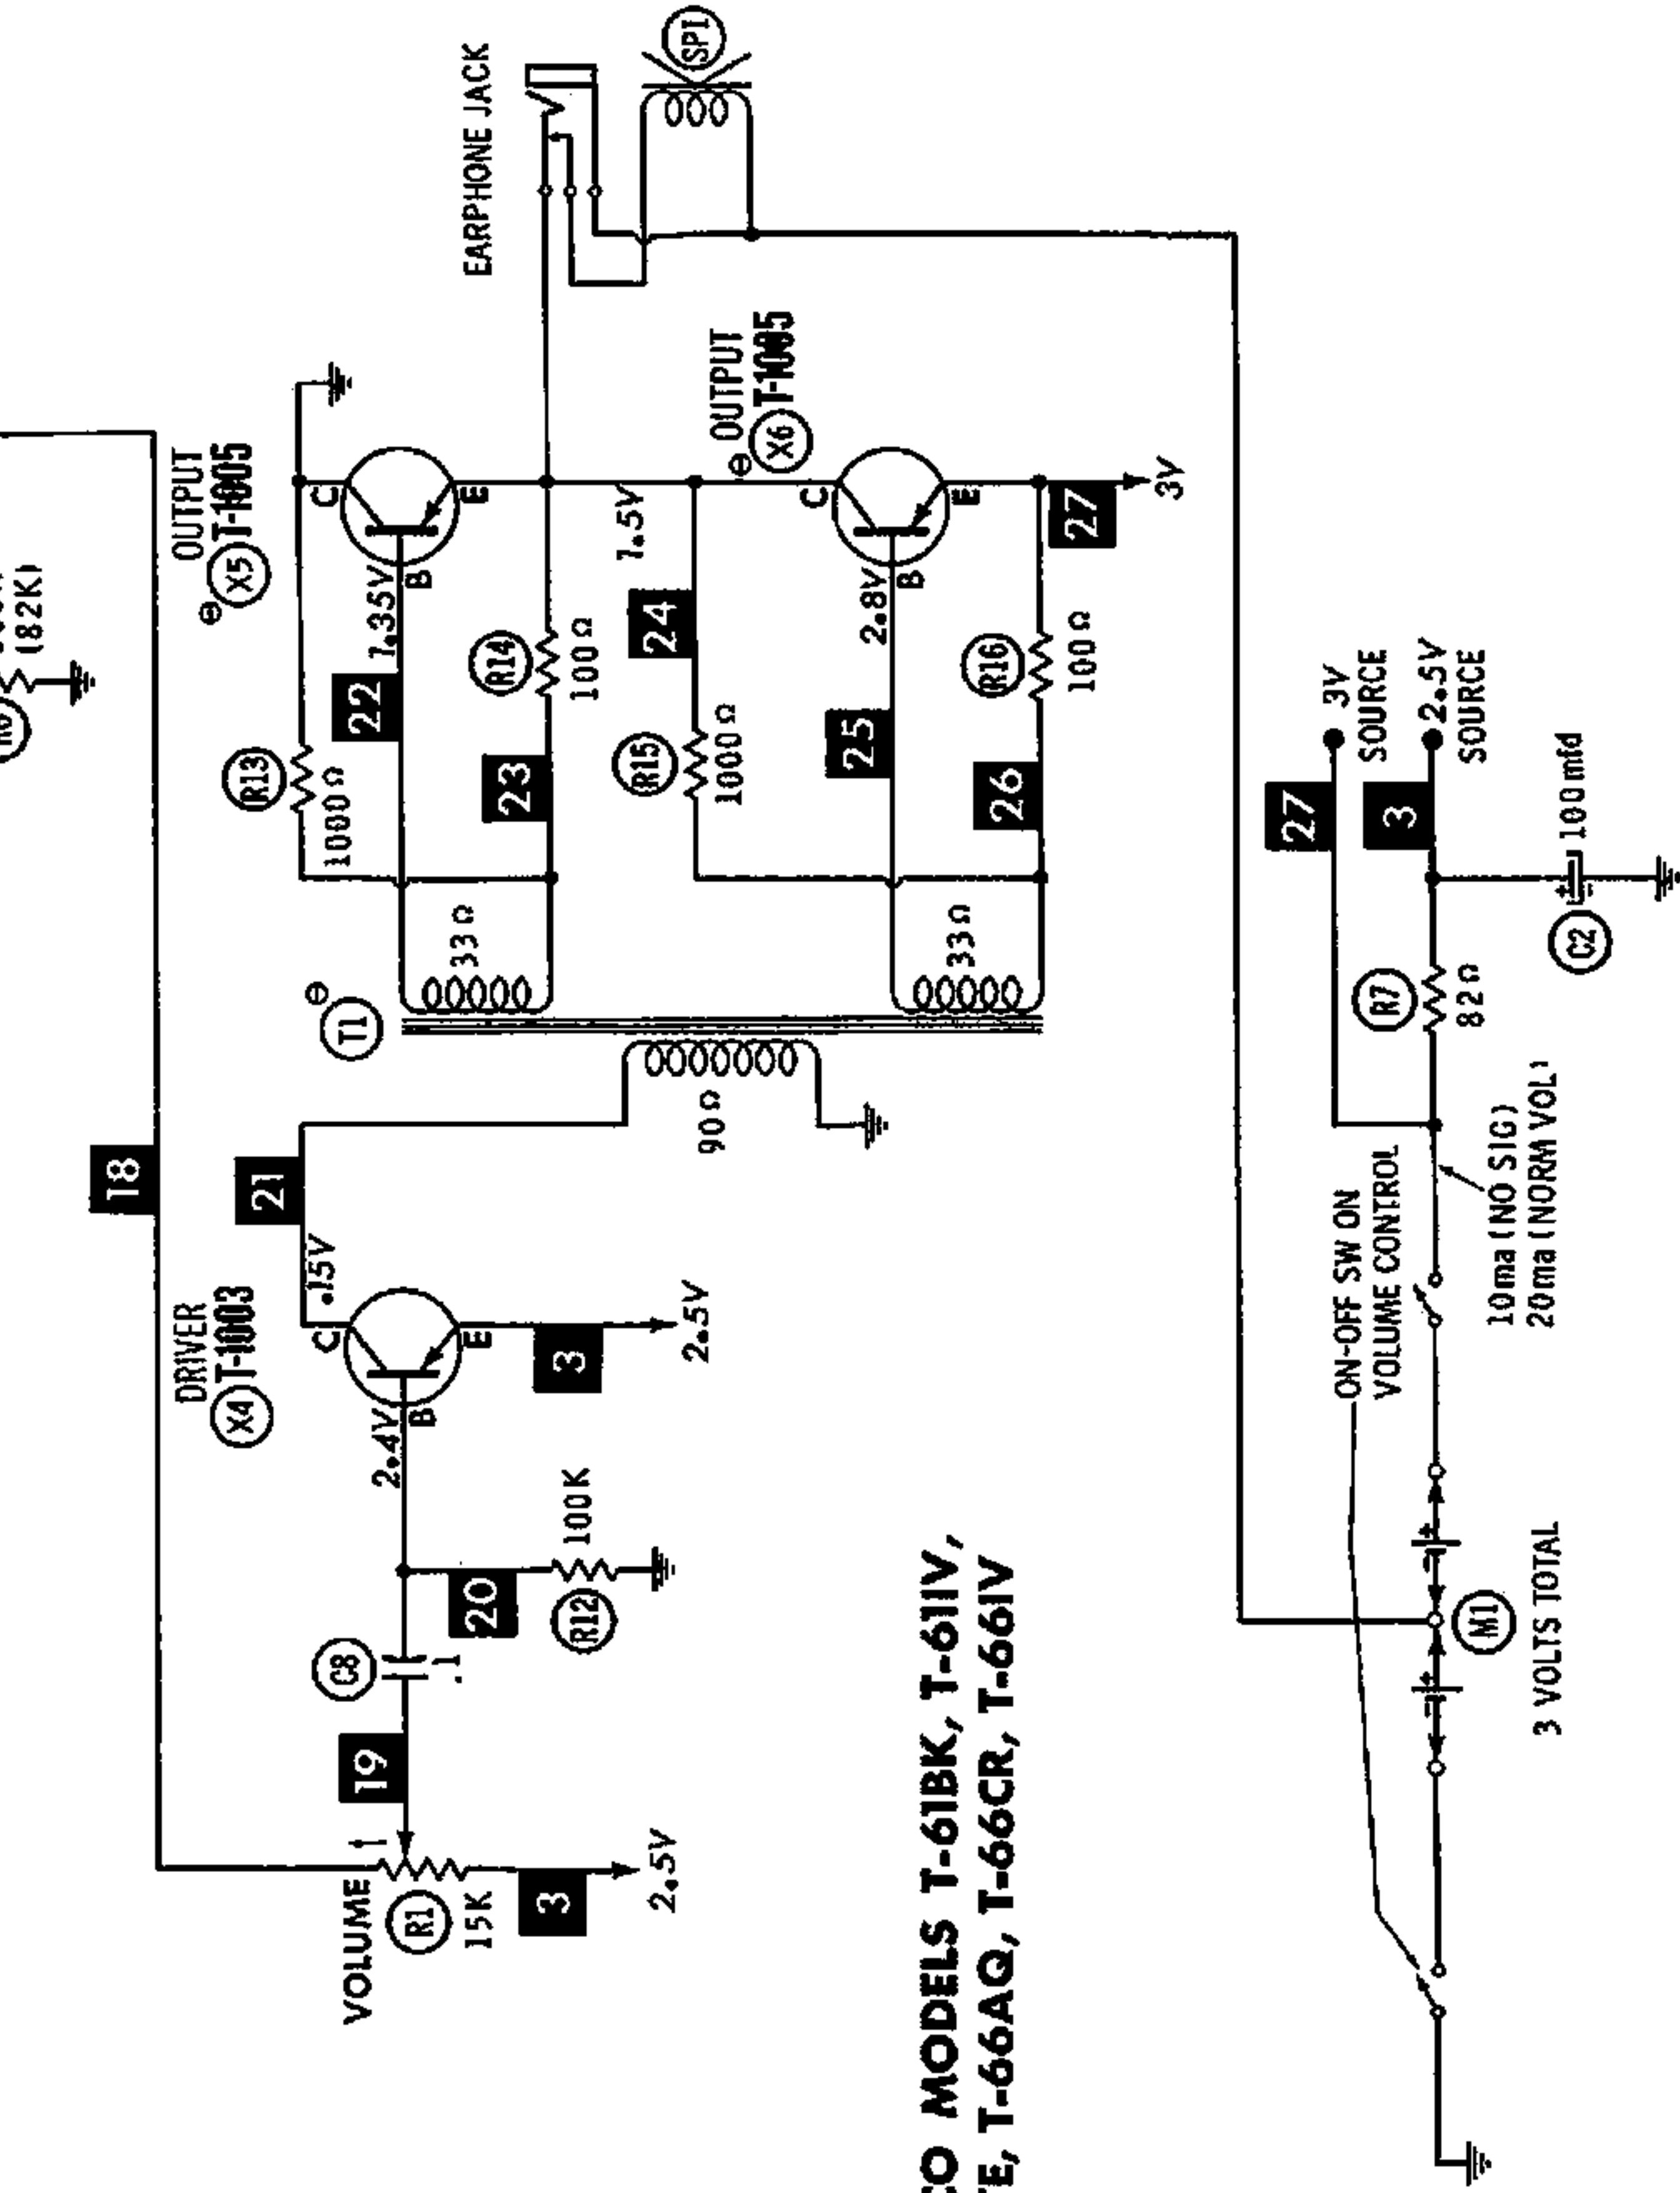 (82K)
18
EARPHONE JACK
SP1
OUTPUT
X5 T-1005
DRIVER
X4 T-1003
21
.15V
C
B
E
2.4V
3
2.5V
VOLUME
R1
15K
3
2.5V
19
C8
.1
20
R12
100K
T1
90Ω
33Ω
33Ω
R13
1000Ω
22
1.35V
C
B
E
23
R14
100Ω
24
1.5V
R15
1000Ω
OUTPUT
X6 T-1005
25
2.8V
C
B
E
26
R16
100Ω
27
3V
CO MODELS T-61BK, T-61IV,
E, T-66AQ, T-66CR, T-66IV
ON-OFF SW ON
VOLUME CONTROL
27
3V
SOURCE
3
2.5V
SOURCE
R7
82Ω
C2
+
-
100 mfd
10ma (NO SIG)
20ma (NORM VOL)
- +
- +
M1
3 VOLTS TOTAL